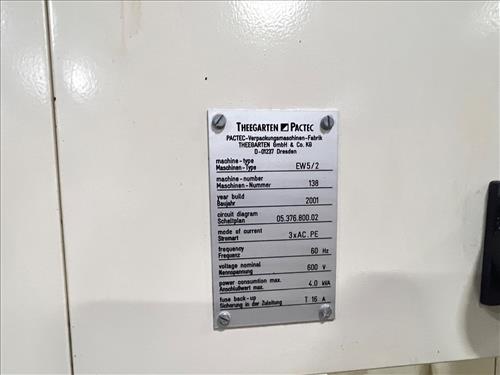 THEEGARTEN PACTEC
PACTEC-Verpackungsmaschinen-Fabrik
THEEGARTEN GmbH & Co. KG
D-01237 Dresden
machine-type
Maschinen-Type EW5/2
machine-number
Maschinen-Nummer 138
year build
Baujahr 2001
circuit diagram
Schaltplan 05.376.800.02
mode of current
Stromart 3xAC.PE
frequency
Frequenz 60 Hz
voltage nominal
Nennspannung 600 V
power consumtion max.
Anschlußwert max. 4.0 kVA
fuse back-up
Sicherung in der Zuleitung T 16 A